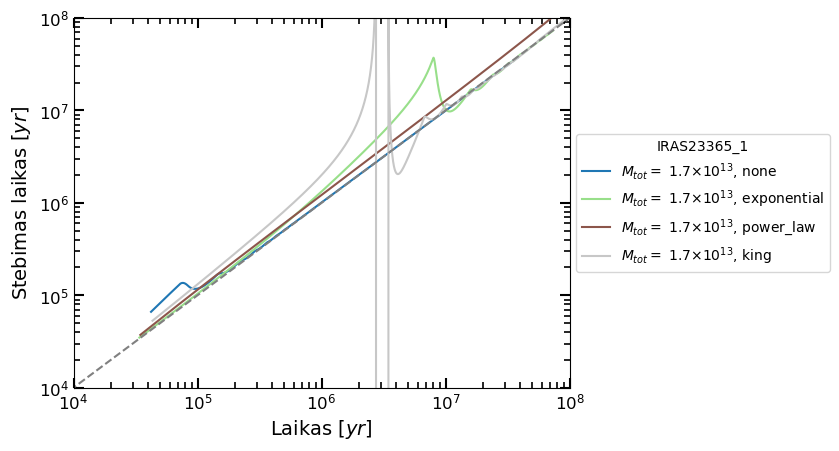 10^8
10^7
10^6
10^5
10^4
Stebimas laikas [yr]
10^4 10^5 10^6 10^7 10^8
Laikas [yr]
IRAS23365_1
M_tot = 1.7×10^13, none
M_tot = 1.7×10^13, exponential
M_tot = 1.7×10^13, power_law
M_tot = 1.7×10^13, king